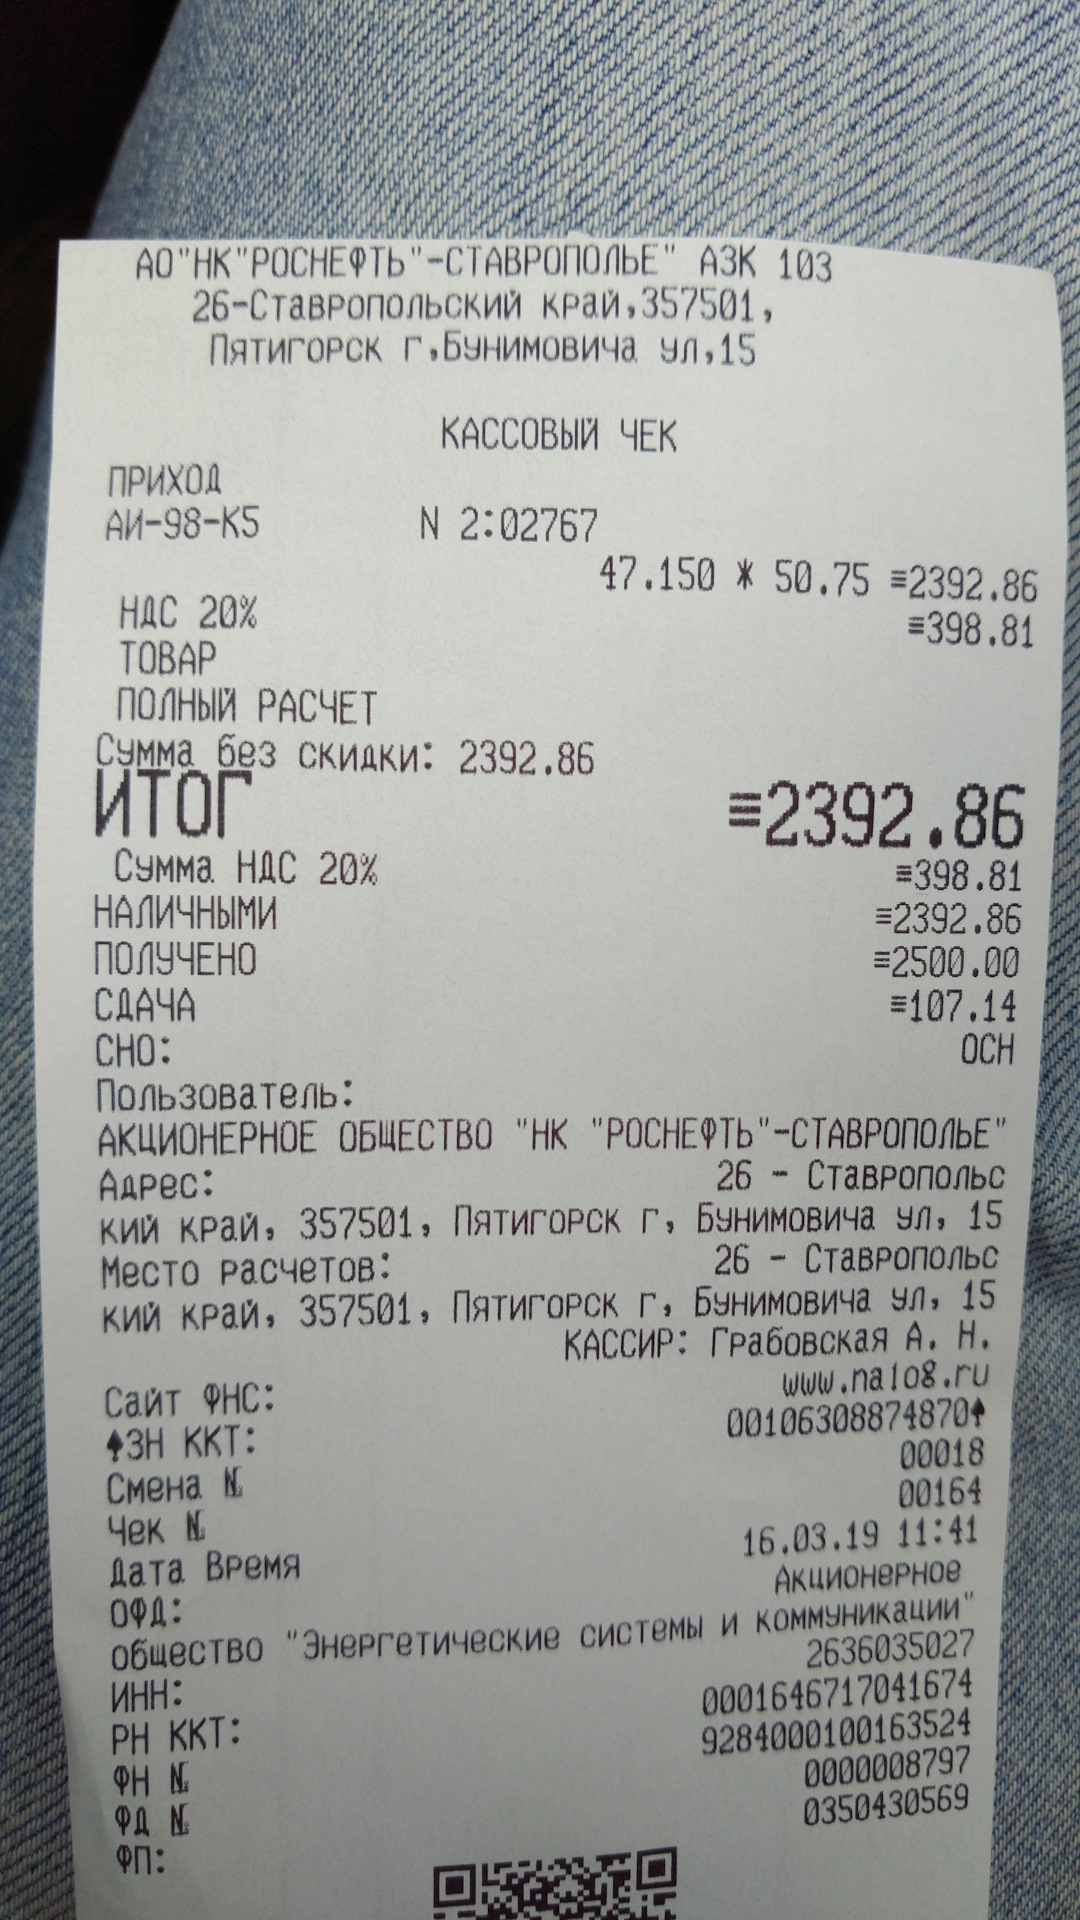 АО"НК"РОСНЕФТЬ"-СТАВРОПОЛЬЕ" АЗК 103
26-Ставропольский край,357501,
Пятигорск г,Бунимовича ул,15
КАССОВЫЙ ЧЕК
ПРИХОД
АИ-98-К5 N 2:02767
47.150 * 50.75 ≡2392.86
НДС 20% ≡398.81
ТОВАР
ПОЛНЫЙ РАСЧЕТ
Сумма без скидки: 2392.86
ИТОГ ≡2392.86
Сумма НДС 20% ≡398.81
НАЛИЧНЫМИ ≡2392.86
ПОЛУЧЕНО ≡2500.00
СДАЧА ≡107.14
СНО: ОСН
Пользователь:
АКЦИОНЕРНОЕ ОБЩЕСТВО "НК "РОСНЕФТЬ"-СТАВРОПОЛЬЕ"
Адрес: 26 - Ставропольс
кий край, 357501, Пятигорск г, Бунимовича ул, 15
Место расчетов: 26 - Ставропольс
кий край, 357501, Пятигорск г, Бунимовича ул, 15
КАССИР: Грабовская А. Н.
Сайт ФНС: www.nalog.ru
♠ЗН ККТ: 00106308874870♠
Смена № 00018
Чек № 00164
Дата Время 16.03.19 11:41
ОФД: Акционерное
общество "Энергетические системы и коммуникации"
ИНН: 2636035027
РН ККТ: 0001646717041674
ФН № 9284000100163524
ФД № 0000008797
ФП: 0350430569